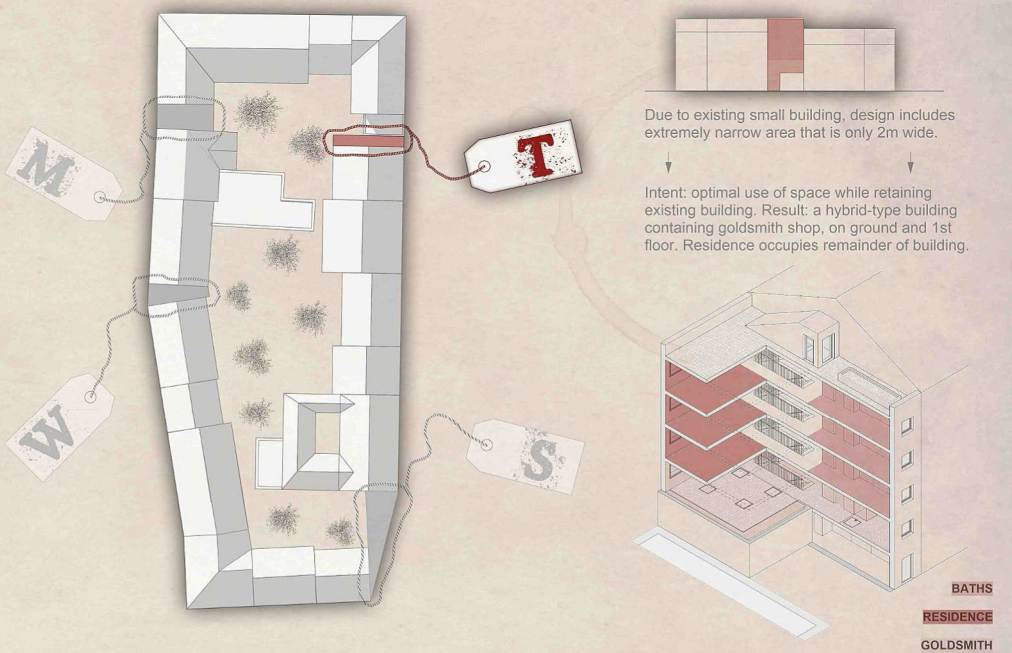 M
T
Due to existing small building, design includes
extremely narrow area that is only 2m wide.
Intent: optimal use of space while retaining
existing building. Result: a hybrid-type building
containing goldsmith shop, on ground and 1st
floor. Residence occupies remainder of building.
W
S
BATHS
RESIDENCE
GOLDSMITH